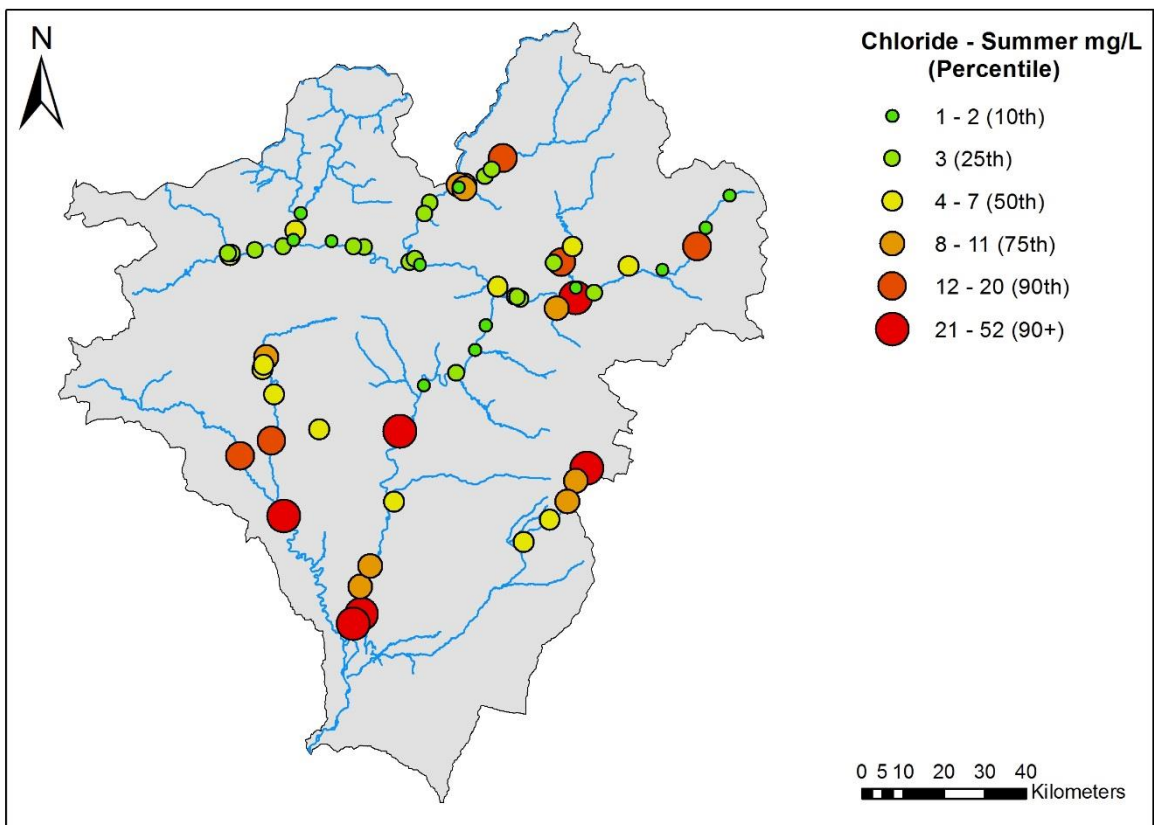 N
Chloride - Summer mg/L
(Percentile)
1 - 2 (10th)
3 (25th)
4 - 7 (50th)
8 - 11 (75th)
12 - 20 (90th)
21 - 52 (90+)
0 5 10 20 30 40
Kilometers